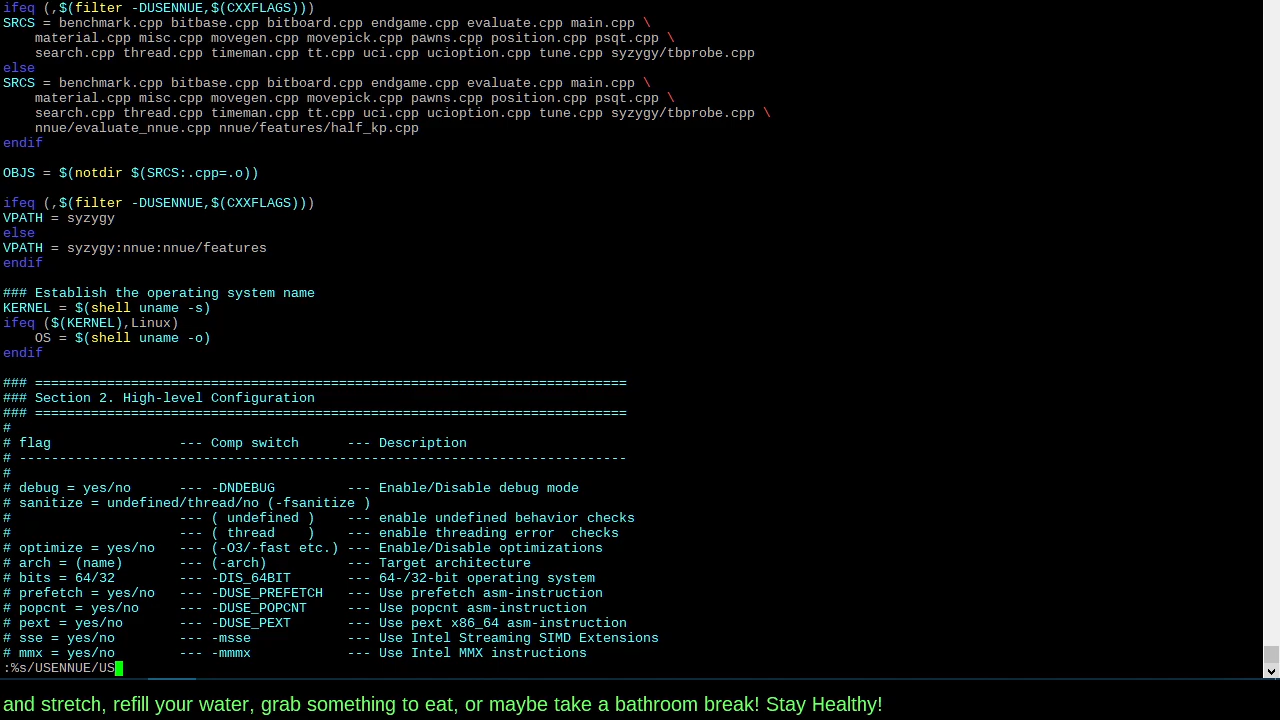 ifeq (,$(filter -DUSENNUE,$(CXXFLAGS)))
SRCS = benchmark.cpp bitbase.cpp bitboard.cpp endgame.cpp evaluate.cpp main.cpp \
    material.cpp misc.cpp movegen.cpp movepick.cpp pawns.cpp position.cpp psqt.cpp \
    search.cpp thread.cpp timeman.cpp tt.cpp uci.cpp ucioption.cpp tune.cpp syzygy/tbprobe.cpp
else
SRCS = benchmark.cpp bitbase.cpp bitboard.cpp endgame.cpp evaluate.cpp main.cpp \
    material.cpp misc.cpp movegen.cpp movepick.cpp pawns.cpp position.cpp psqt.cpp \
    search.cpp thread.cpp timeman.cpp tt.cpp uci.cpp ucioption.cpp tune.cpp syzygy/tbprobe.cpp \
    nnue/evaluate_nnue.cpp nnue/features/half_kp.cpp
endif

OBJS = $(notdir $(SRCS:.cpp=.o))

ifeq (,$(filter -DUSENNUE,$(CXXFLAGS)))
VPATH = syzygy
else
VPATH = syzygy:nnue:nnue/features
endif

### Establish the operating system name
KERNEL = $(shell uname -s)
ifeq ($(KERNEL),Linux)
    OS = $(shell uname -o)
endif

### ==========================================================================
### Section 2. High-level Configuration
### ==========================================================================
#
# flag                --- Comp switch      --- Description
# ----------------------------------------------------------------------------
#
# debug = yes/no      --- -DNDEBUG         --- Enable/Disable debug mode
# sanitize = undefined/thread/no (-fsanitize )
#                     --- ( undefined )    --- enable undefined behavior checks
#                     --- ( thread    )    --- enable threading error  checks
# optimize = yes/no   --- (-O3/-fast etc.) --- Enable/Disable optimizations
# arch = (name)       --- (-arch)          --- Target architecture
# bits = 64/32        --- -DIS_64BIT       --- 64-/32-bit operating system
# prefetch = yes/no   --- -DUSE_PREFETCH   --- Use prefetch asm-instruction
# popcnt = yes/no     --- -DUSE_POPCNT     --- Use popcnt asm-instruction
# pext = yes/no       --- -DUSE_PEXT       --- Use pext x86_64 asm-instruction
# sse = yes/no        --- -msse            --- Use Intel Streaming SIMD Extensions
# mmx = yes/no        --- -mmmx            --- Use Intel MMX instructions
:%s/USENNUE/US
and stretch, refill your water, grab something to eat, or maybe take a bathroom break! Stay Healthy!